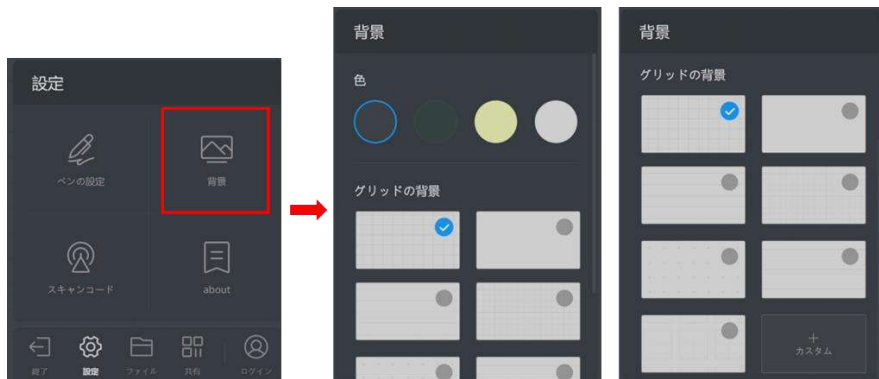 設定
ペンの設定
背景
スキャンコード
about
終了
設定
ファイル
共有
ログイン
背景
色
グリッドの背景
背景
グリッドの背景
カスタム